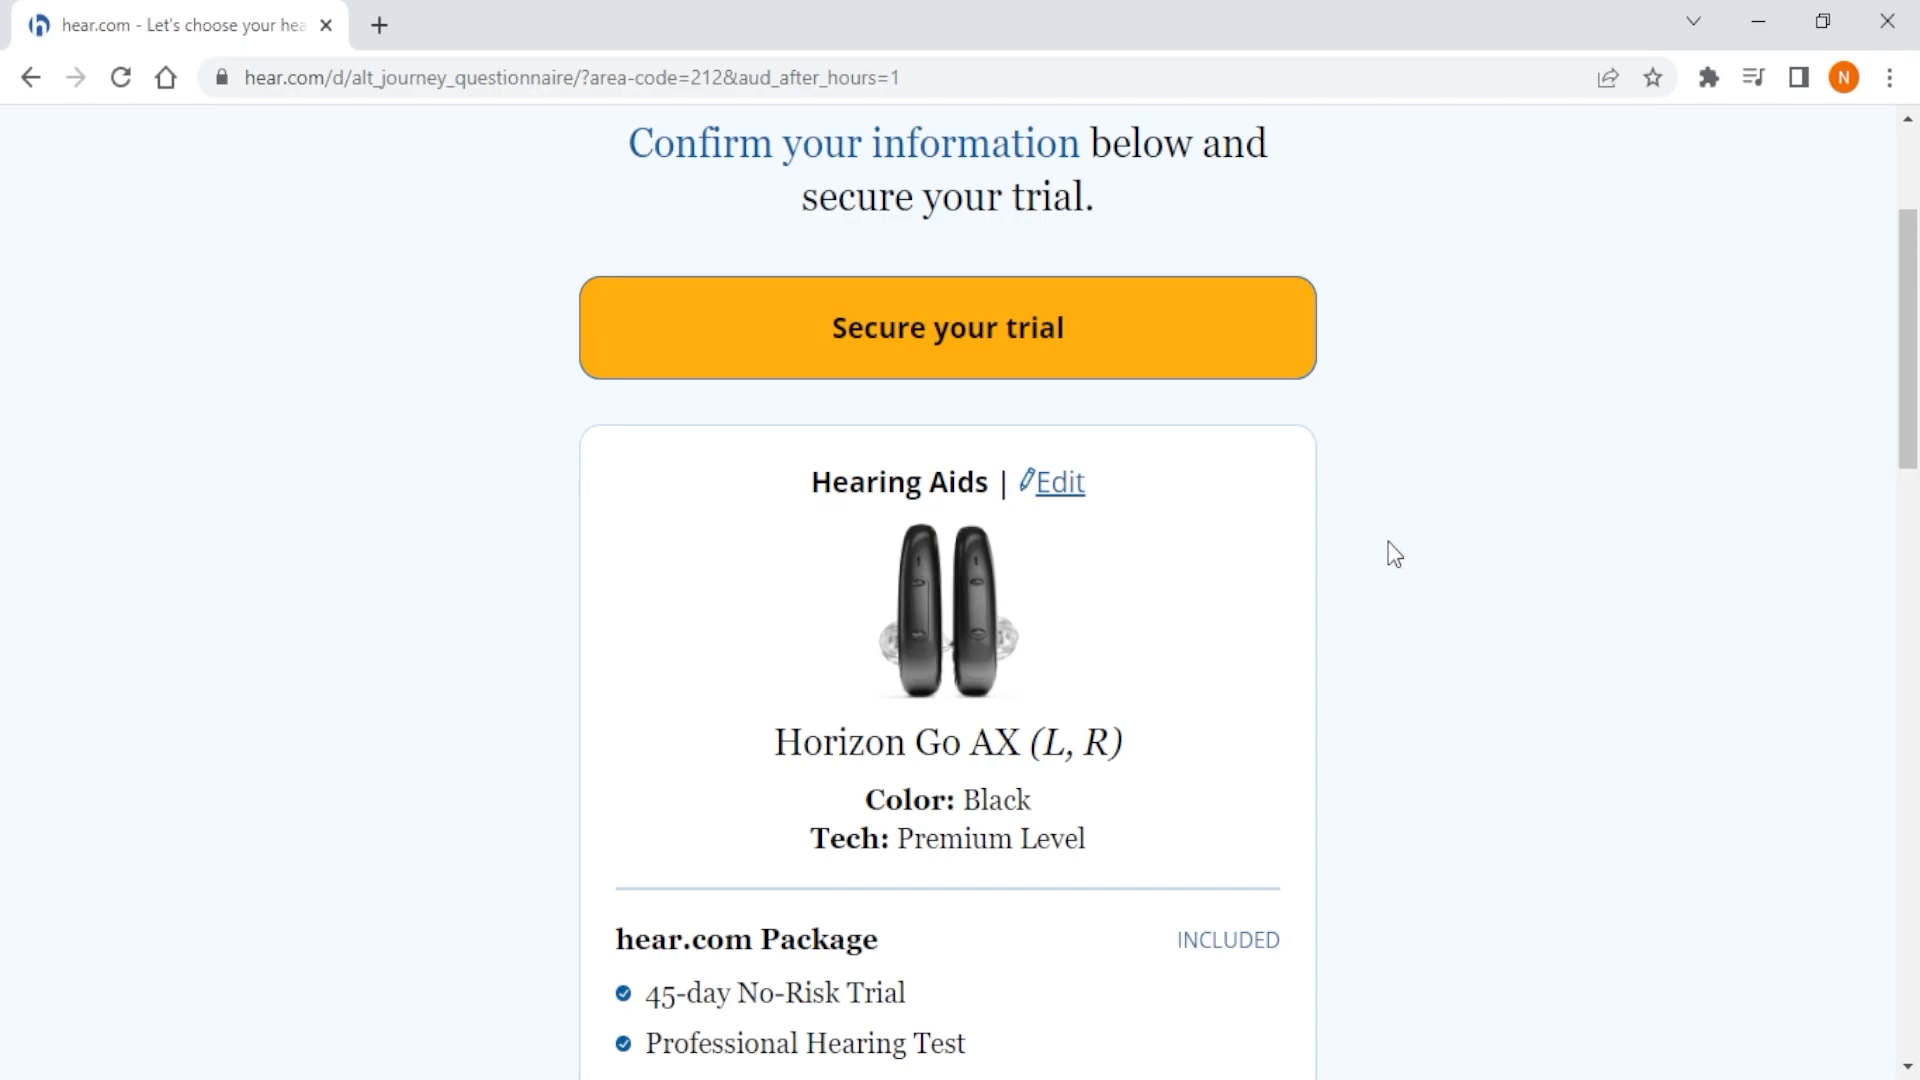 hear.com - Let's choose your hea
hear.com/d/alt_journey_questionnaire/?area-code=212&aud_after_hours=1
N
Confirm your information below and
secure your trial.
Secure your trial
Hearing Aids | Edit
Horizon Go AX (L, R)
Color: Black
Tech: Premium Level
hear.com Package INCLUDED
45-day No-Risk Trial
Professional Hearing Test